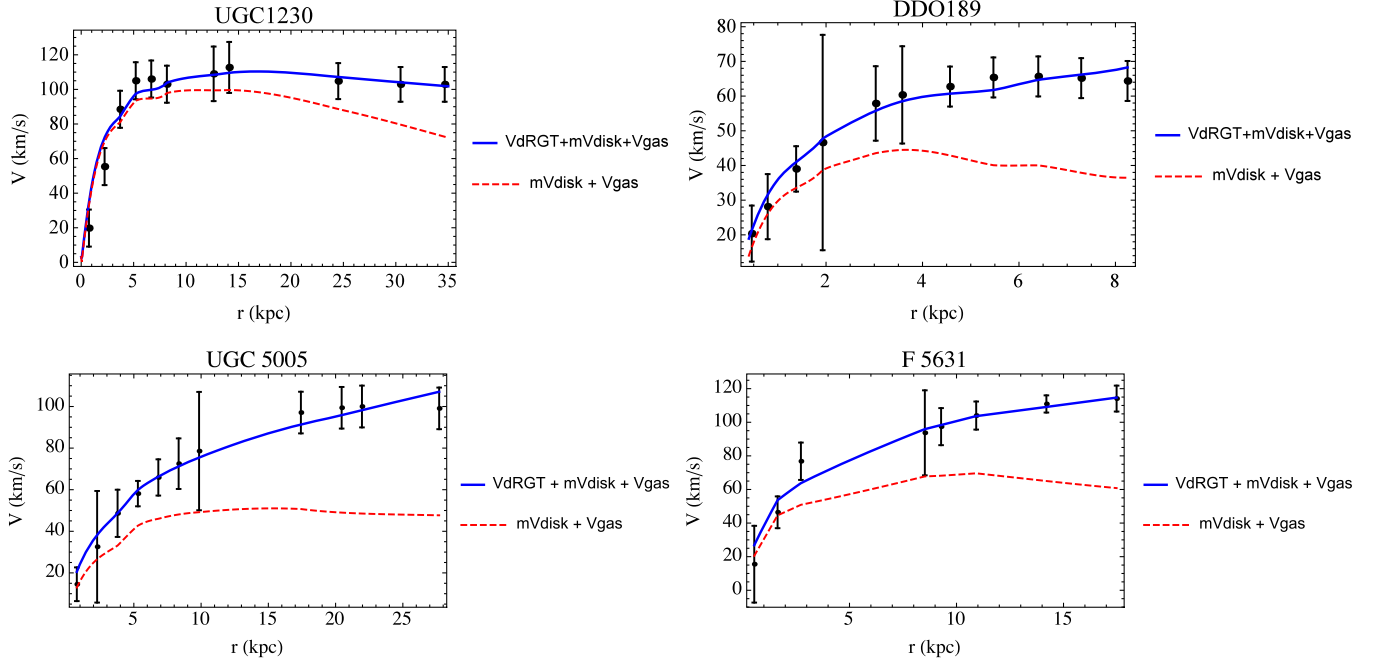 UGC1230
V (km/s)
120
100
80
60
40
20
0
0 5 10 15 20 25 30 35
r (kpc)
VdRGT+mVdisk+Vgas
mVdisk + Vgas
DDO189
V (km/s)
80
70
60
50
40
30
20
2 4 6 8
r (kpc)
VdRGT+mVdisk+Vgas
mVdisk + Vgas
UGC 5005
V (km/s)
100
80
60
40
20
5 10 15 20 25
r (kpc)
VdRGT + mVdisk + Vgas
mVdisk + Vgas
F 5631
V (km/s)
120
100
80
60
40
20
0
5 10 15
r (kpc)
VdRGT + mVdisk + Vgas
mVdisk + Vgas